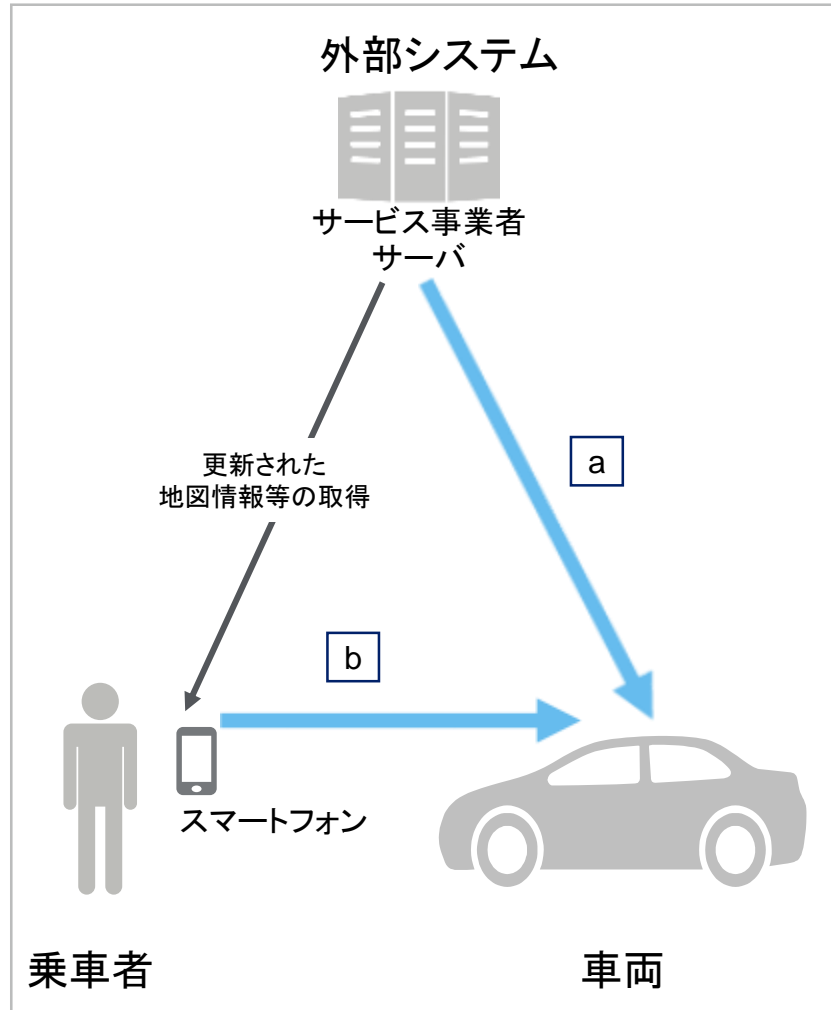 外部システム
サービス事業者
サーバ
更新された
地図情報等の取得
a
b
スマートフォン
乗車者
車両